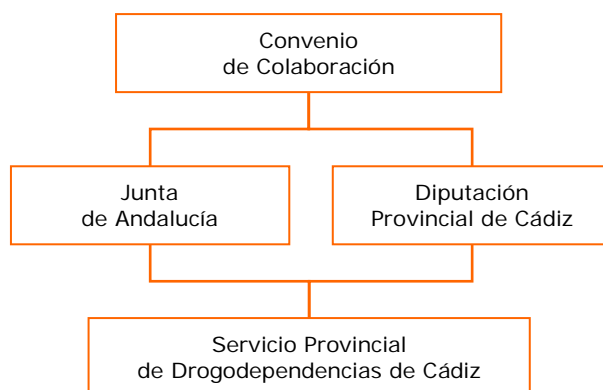 Convenio
de Colaboración
Junta
de Andalucía
Diputación
Provincial de Cádiz
Servicio Provincial
de Drogodependencias de Cádiz